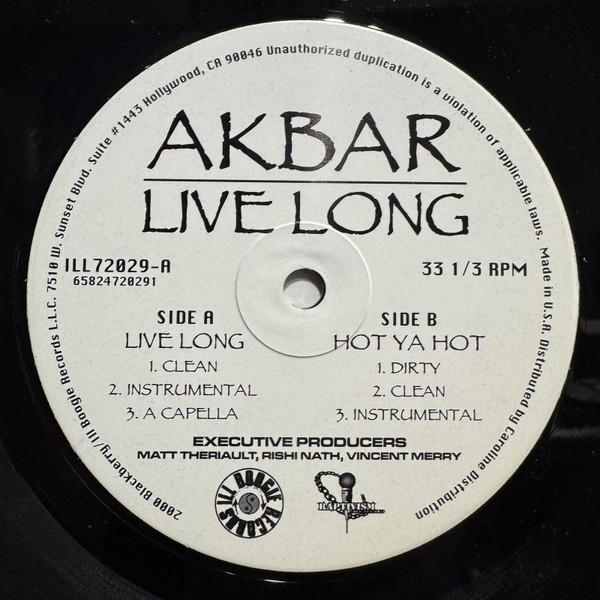 AKBAR
LIVE LONG
ILL72029-A
65824720291
33 1/3 RPM
SIDE A
LIVE LONG
1. CLEAN
2. INSTRUMENTAL
3. A CAPELLA
SIDE B
HOT YA HOT
1. DIRTY
2. CLEAN
3. INSTRUMENTAL
EXECUTIVE PRODUCERS
MATT THERIAULT, RISHI NATH, VINCENT MERRY
ILL BOOGIE RECORDS
RAPTIVISM
2000 Blackberry/Ill Boogie Records L.L.C. 7510 W. Sunset Blvd. Suite #1443 Hollywood, CA 90046 Unauthorized duplication is a violation of applicable laws. Made in U.S.A. Distributed by Caroline Distribution